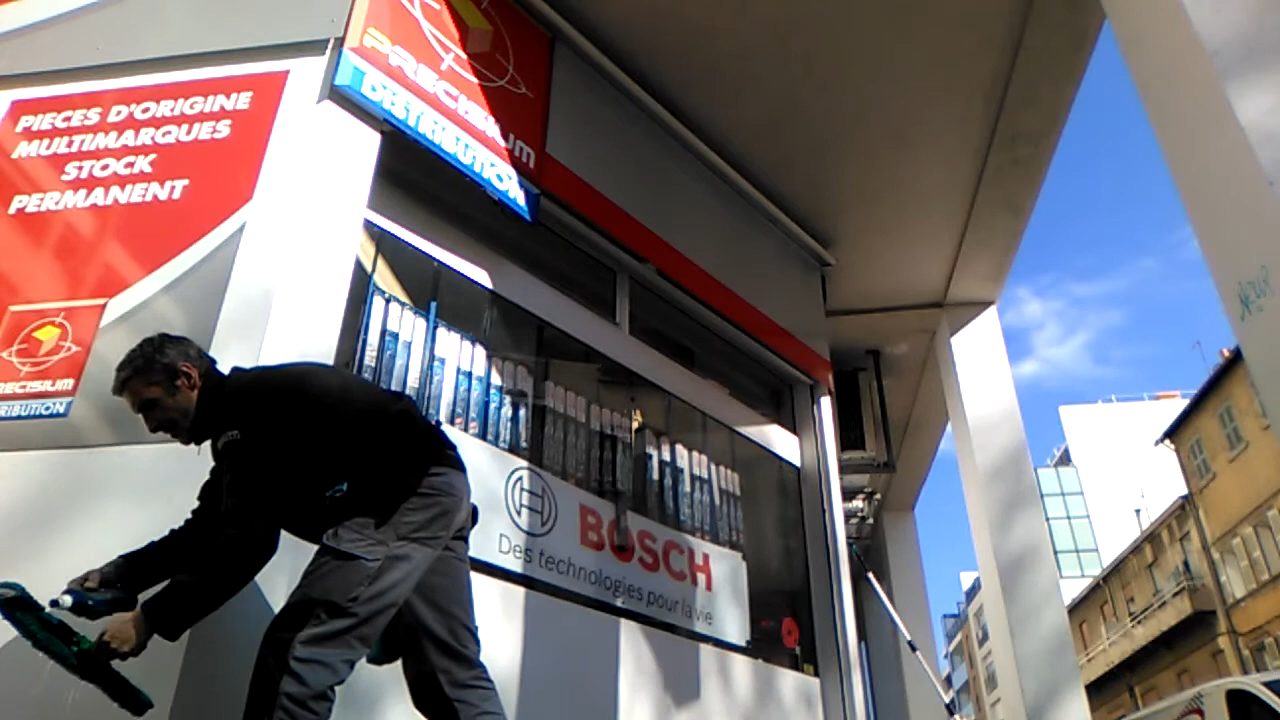 PIECES D'ORIGINE
MULTIMARQUES
STOCK
PERMANENT
PRECISIUM
DISTRIBUTION
RECISIUM
RIBUTION
BOSCH
Des technologies pour la vie